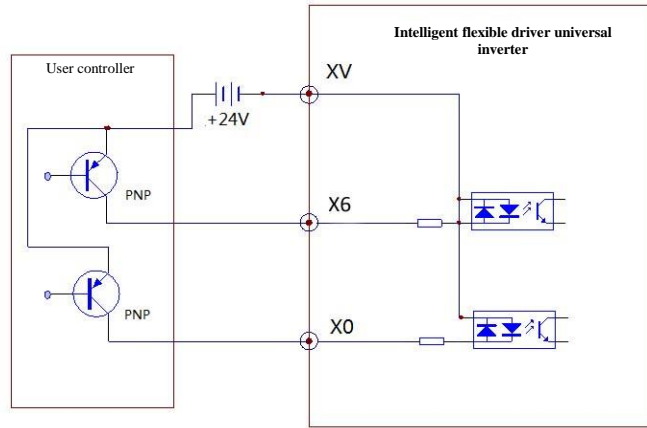 Intelligent flexible driver universal
inverter
User controller
XV
+24V
PNP
X6
PNP
X0